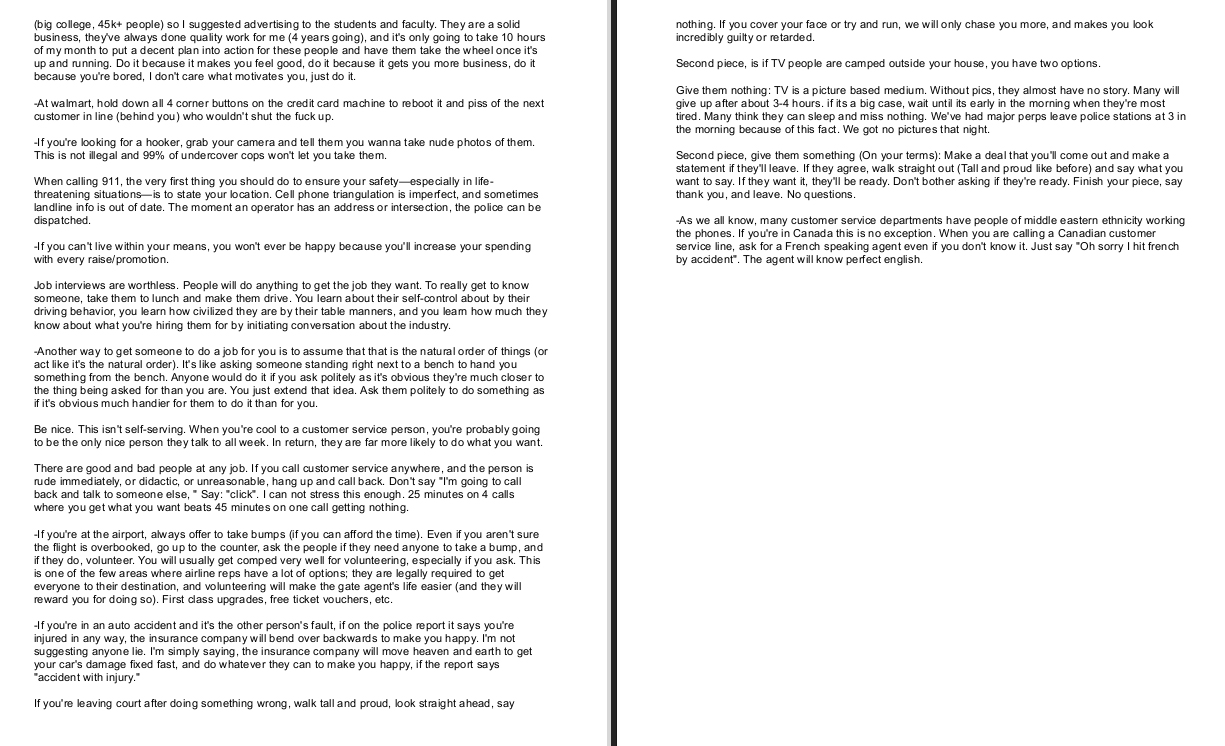 (big college, 45k+ people) so I suggested advertising to the students and faculty. They are a solid
business, they've always done quality work for me (4 years going), and it's only going to take 10 hours
of my month to put a decent plan into action for these people and have them take the wheel once it's
up and running. Do it because it makes you feel good, do it because it gets you more business, do it
because you're bored, I don't care what motivates you, just do it.
-At walmart, hold down all 4 corner buttons on the credit card machine to reboot it and piss of the next
customer in line (behind you) who wouldn't shut the fuck up.
-If you're looking for a hooker, grab your camera and tell them you wanna take nude photos of them.
This is not illegal and 99% of undercover cops won't let you take them.
When calling 911, the very first thing you should do to ensure your safety—especially in life-
threatening situations—is to state your location. Cell phone triangulation is imperfect, and sometimes
landline info is out of date. The moment an operator has an address or intersection, the police can be
dispatched.
-If you can't live within your means, you won't ever be happy because you'll increase your spending
with every raise/promotion.
Job interviews are worthless. People will do anything to get the job they want. To really get to know
someone, take them to lunch and make them drive. You learn about their self-control about by their
driving behavior, you learn how civilized they are by their table manners, and you learn how much they
know about what you're hiring them for by initiating conversation about the industry.
-Another way to get someone to do a job for you is to assume that that is the natural order of things (or
act like it's the natural order). It's like asking someone standing right next to a bench to hand you
something from the bench. Anyone would do it if you ask politely as it's obvious they're much closer to
the thing being asked for than you are. You just extend that idea. Ask them politely to do something as
if it's obvious much handier for them to do it than for you.
Be nice. This isn't self-serving. When you're cool to a customer service person, you're probably going
to be the only nice person they talk to all week. In return, they are far more likely to do what you want.
There are good and bad people at any job. If you call customer service anywhere, and the person is
rude immediately, or didactic, or unreasonable, hang up and call back. Don't say "I'm going to call
back and talk to someone else, " Say: "click". I can not stress this enough. 25 minutes on 4 calls
where you get what you want beats 45 minutes on one call getting nothing.
-If you're at the airport, always offer to take bumps (if you can afford the time). Even if you aren't sure
the flight is overbooked, go up to the counter, ask the people if they need anyone to take a bump, and
if they do, volunteer. You will usually get comped very well for volunteering, especially if you ask. This
is one of the few areas where airline reps have a lot of options; they are legally required to get
everyone to their destination, and volunteering will make the gate agent's life easier (and they will
reward you for doing so). First class upgrades, free ticket vouchers, etc.
-If you're in an auto accident and it's the other person's fault, if on the police report it says you're
injured in any way, the insurance company will bend over backwards to make you happy. I'm not
suggesting anyone lie. I'm simply saying, the insurance company will move heaven and earth to get
your car's damage fixed fast, and do whatever they can to make you happy, if the report says
"accident with injury."
If you're leaving court after doing something wrong, walk tall and proud, look straight ahead, say
nothing. If you cover your face or try and run, we will only chase you more, and makes you look
incredibly guilty or retarded.
Second piece, is if TV people are camped outside your house, you have two options.
Give them nothing: TV is a picture based medium. Without pics, they almost have no story. Many will
give up after about 3-4 hours. if its a big case, wait until its early in the morning when they're most
tired. Many think they can sleep and miss nothing. We've had major perps leave police stations at 3 in
the morning because of this fact. We got no pictures that night.
Second piece, give them something (On your terms): Make a deal that you'll come out and make a
statement if they'll leave. If they agree, walk straight out (Tall and proud like before) and say what you
want to say. If they want it, they'll be ready. Don't bother asking if they're ready. Finish your piece, say
thank you, and leave. No questions.
-As we all know, many customer service departments have people of middle eastern ethnicity working
the phones. If you're in Canada this is no exception. When you are calling a Canadian customer
service line, ask for a French speaking agent even if you don't know it. Just say "Oh sorry I hit french
by accident". The agent will know perfect english.